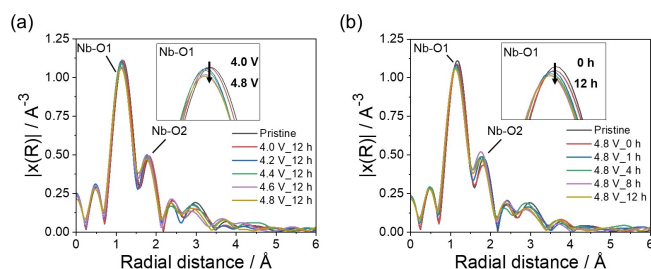 (a)
|x(R)| / A-3
1.25
1.00
0.75
0.50
0.25
0.00
Nb-O1
Nb-O2
Nb-O1
4.0 V
4.8 V
Pristine
4.0 V_12 h
4.2 V_12 h
4.4 V_12 h
4.6 V_12 h
4.8 V_12 h
0 1 2 3 4 5 6
Radial distance / Å
(b)
|x(R)| / A-3
1.25
1.00
0.75
0.50
0.25
0.00
Nb-O1
Nb-O2
Nb-O1
0 h
12 h
Pristine
4.8 V_0 h
4.8 V_1 h
4.8 V_4 h
4.8 V_8 h
4.8 V_12 h
0 1 2 3 4 5 6
Radial distance / Å